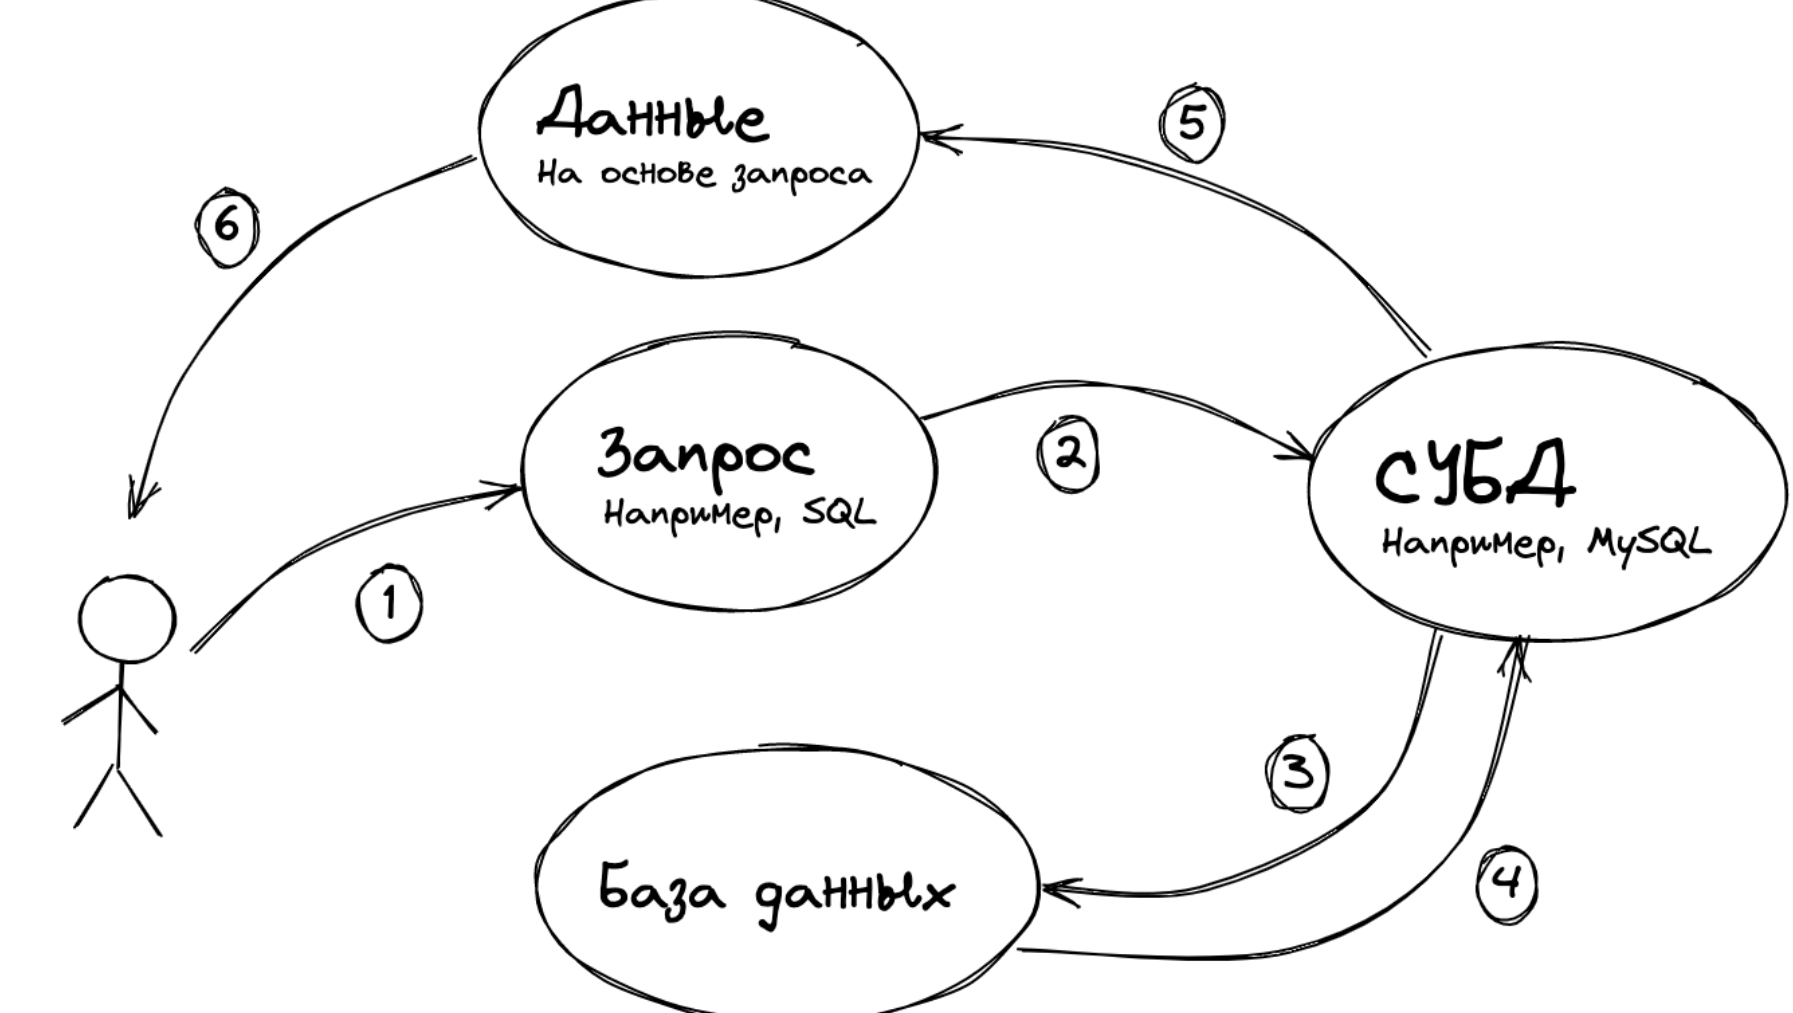 Данные
На основе запроса
5
6
Запрос
Например, SQL
2
СУБД
Например, MySQL
1
3
База данных
4